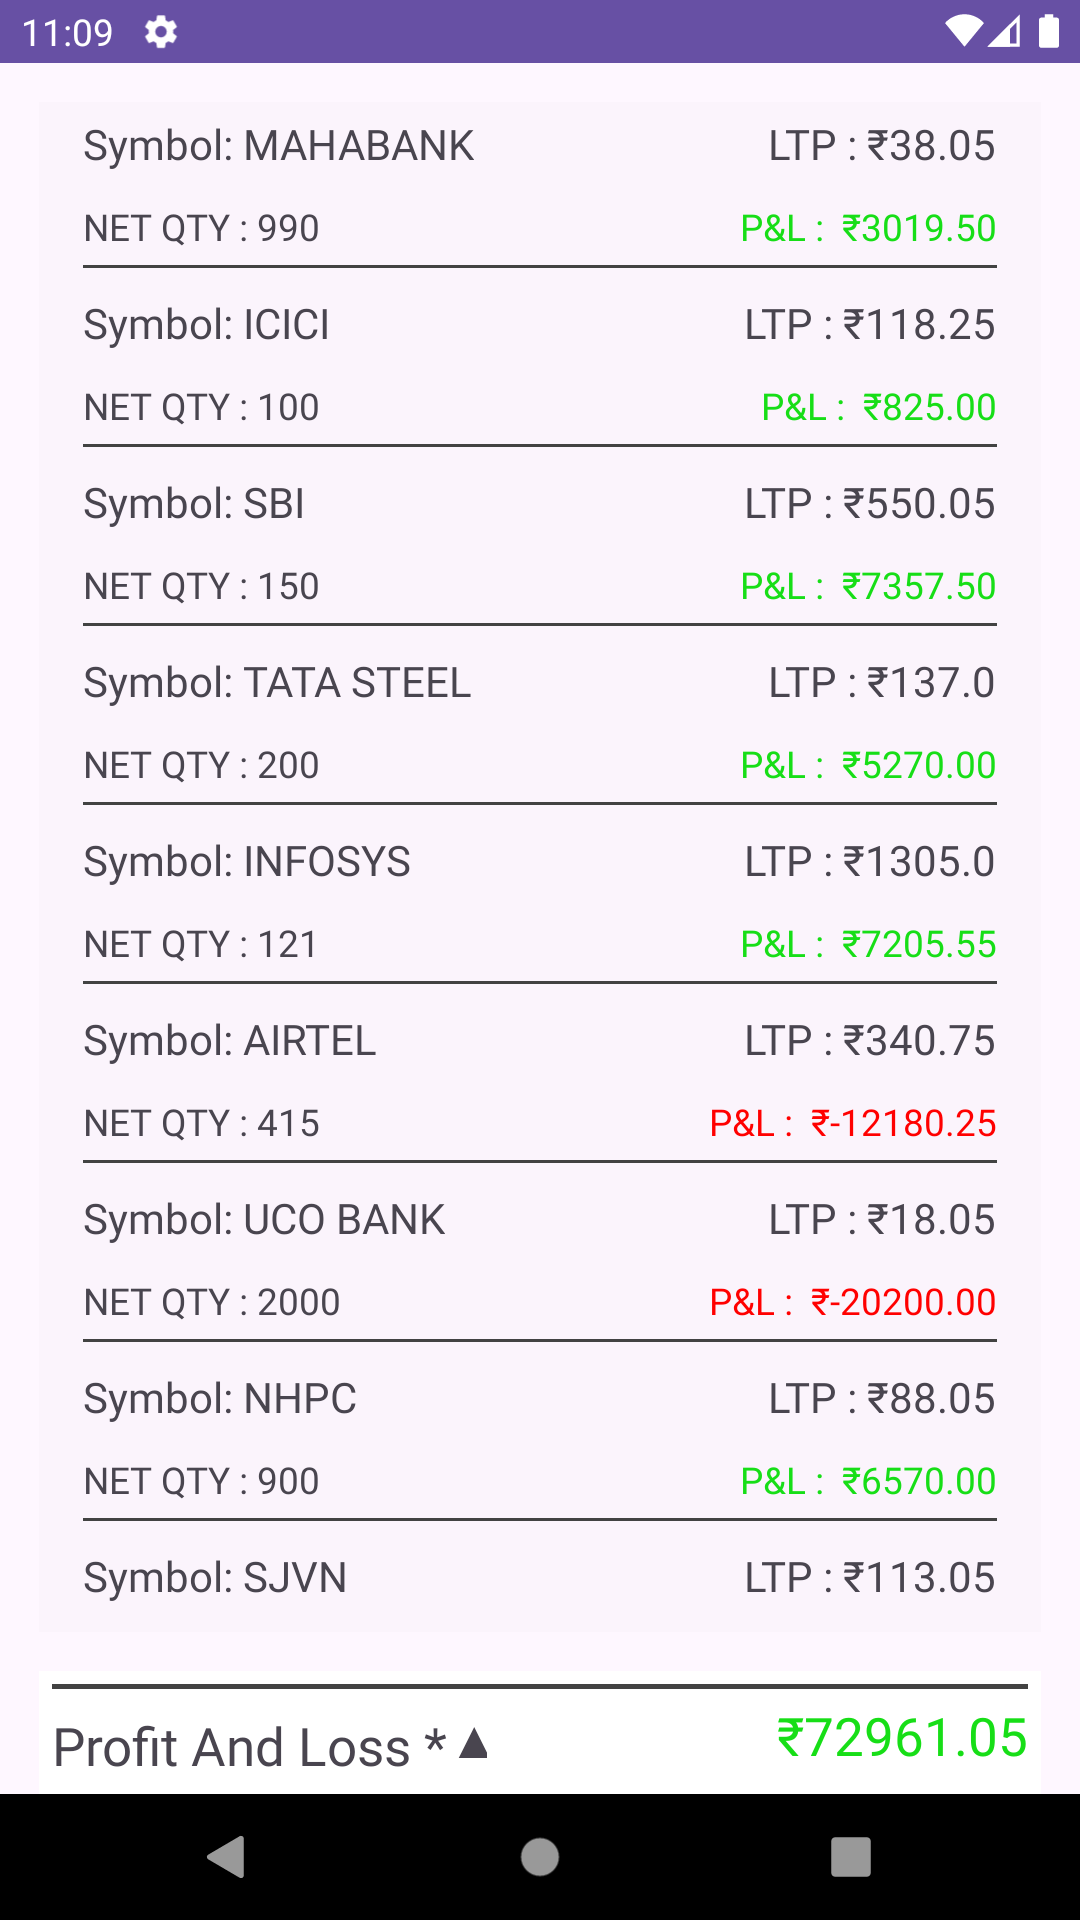 11:09
Symbol: MAHABANK LTP : ₹38.05
NET QTY : 990 P&L : ₹3019.50
Symbol: ICICI LTP : ₹118.25
NET QTY : 100 P&L : ₹825.00
Symbol: SBI LTP : ₹550.05
NET QTY : 150 P&L : ₹7357.50
Symbol: TATA STEEL LTP : ₹137.0
NET QTY : 200 P&L : ₹5270.00
Symbol: INFOSYS LTP : ₹1305.0
NET QTY : 121 P&L : ₹7205.55
Symbol: AIRTEL LTP : ₹340.75
NET QTY : 415 P&L : ₹-12180.25
Symbol: UCO BANK LTP : ₹18.05
NET QTY : 2000 P&L : ₹-20200.00
Symbol: NHPC LTP : ₹88.05
NET QTY : 900 P&L : ₹6570.00
Symbol: SJVN LTP : ₹113.05
Profit And Loss * ▲ ₹72961.05